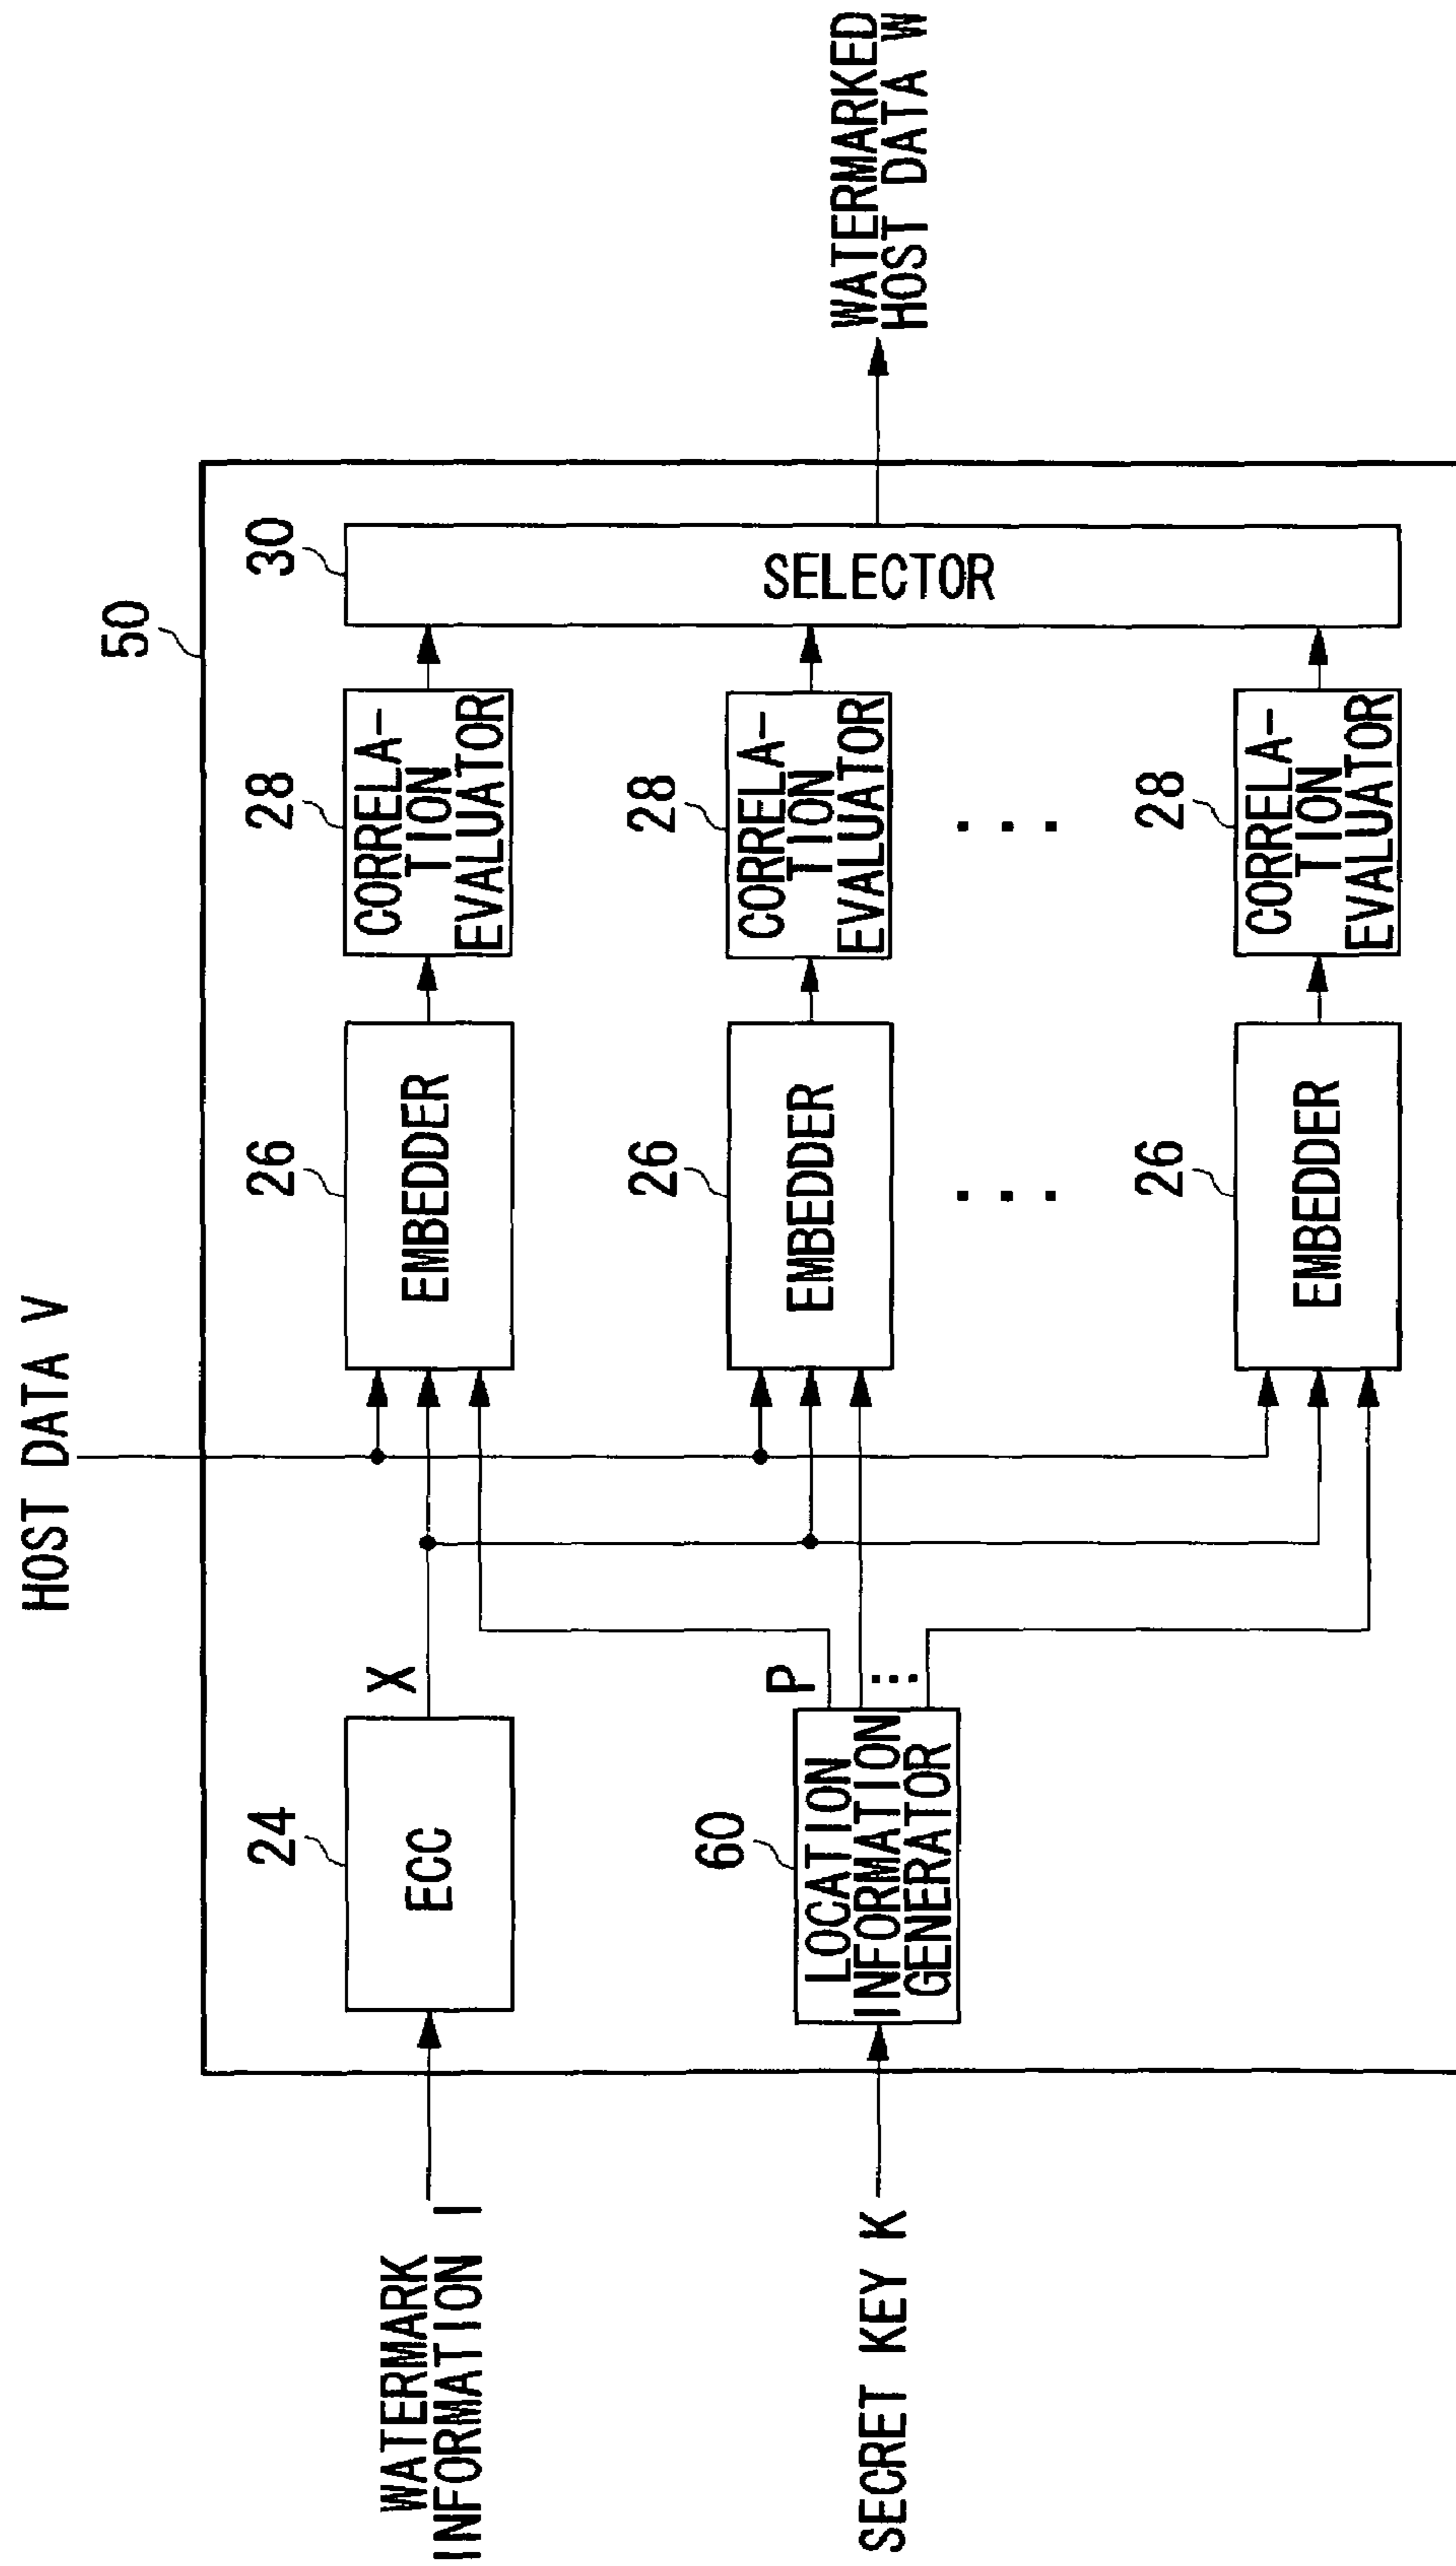 HOST DATA V
50
24
26
28
30
WATERMARK
INFORMATION I
ECC
X
EMBEDDER
CORRELA-
TION
EVALUATOR
60
26
28
SECRET KEY K
LOCATION
INFORMATION
GENERATOR
P
⋮
EMBEDDER
CORRELA-
TION
EVALUATOR
SELECTOR
WATERMARKED
HOST DATA W
...
...
26
28
EMBEDDER
CORRELA-
TION
EVALUATOR